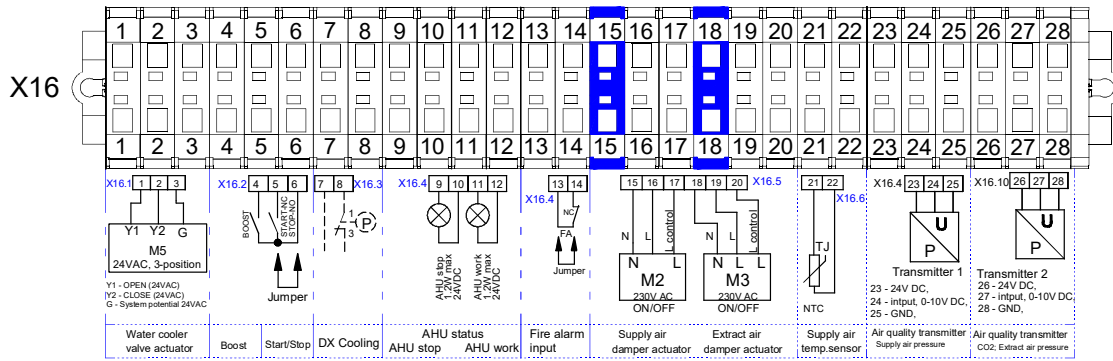 1 2 3 4 5 6 7 8 9 10 11 12 13 14 15 16 17 18 19 20 21 22 23 24 25 26 27 28
X16
1 2 3 4 5 6 7 8 9 10 11 12 13 14 15 16 17 18 19 20 21 22 23 24 25 26 27 28
X16.1 1 2 3
X16.2 4 5 6
7 8 X16.3
X16.4 9 10 11 12
13 14
X16.4
15 16 17 18 19 20 X16.5
21 22
X16.6
X16.4 23 24 25
X16.10 26 27 28
Y1 Y2 G
M5
24VAC, 3-position
Y1 - OPEN (24VAC)
Y2 - CLOSE (24VAC)
G - System potential 24VAC
BOOST
START-NC
STOP-NO
Jumper
1
3
P
AHU stop
1,2W max
24VDC
AHU work
1,2W max
24VDC
NC
FA
Jumper
N L L control
N L
M2
230V AC
ON/OFF
N L L control
N L
M3
230V AC
ON/OFF
TJ
NTC
U
P
Transmitter 1
23 - 24V DC,
24 - intput, 0-10V DC,
25 - GND,
U
P
Transmitter 2
26 - 24V DC,
27 - intput, 0-10V DC,
28 - GND,
Water cooler
valve actuator
Boost
Start/Stop
DX Cooling
AHU status
AHU stop AHU work
Fire alarm
input
Supply air
damper actuator
Extract air
damper actuator
Supply air
temp.sensor
Air quality transmitter
Supply air pressure
Air quality transmitter
CO2; Extract air pressure